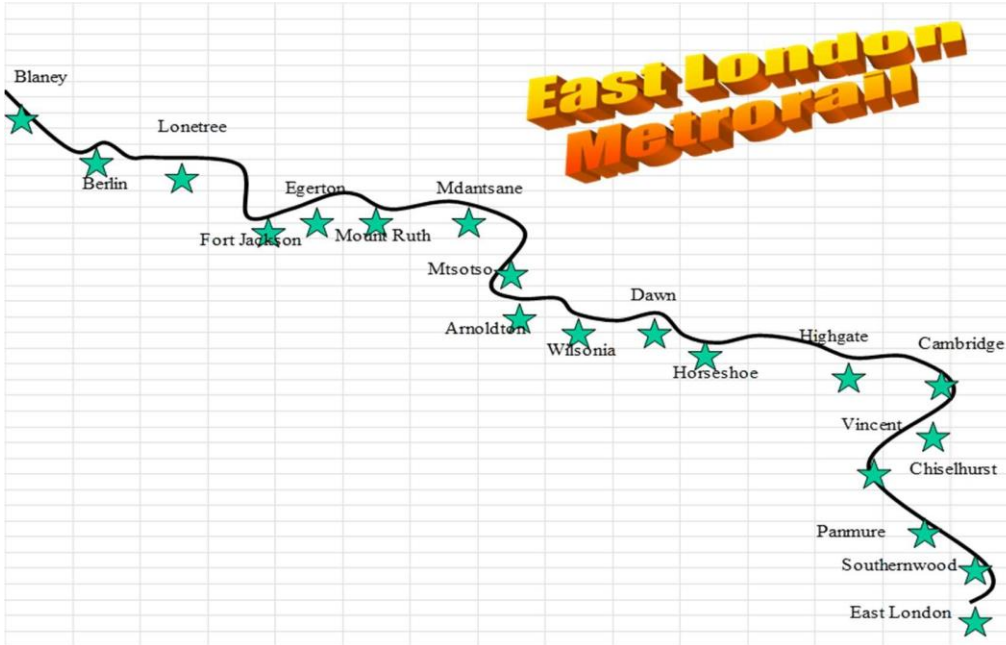 East London
Metrorail
Blaney
Lonetree
Berlin
Egerton
Mdantsane
Fort Jackson
Mount Ruth
Mtsotso
Dawn
Arnoldton
Wilsonia
Highgate
Cambridge
Horseshoe
Vincent
Chiselhurst
Panmure
Southernwood
East London